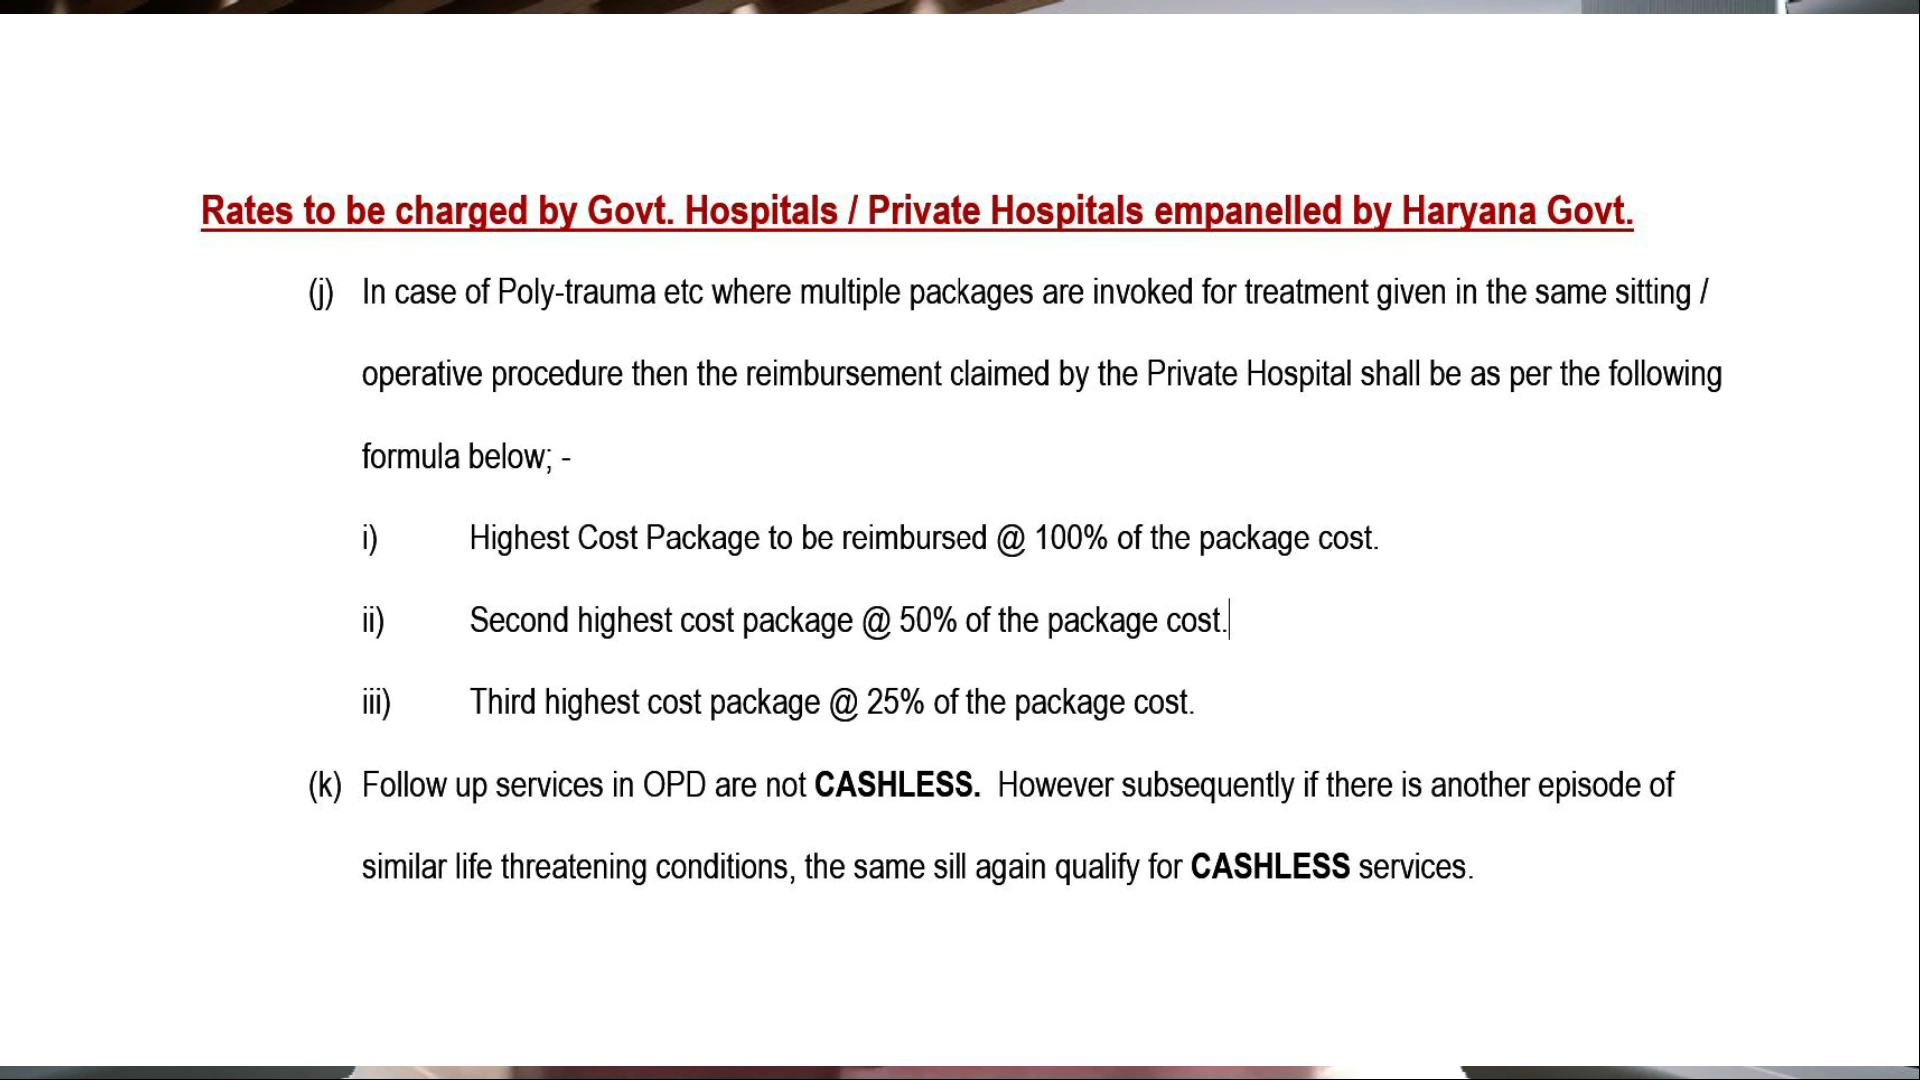 Rates to be charged by Govt. Hospitals / Private Hospitals empanelled by Haryana Govt.
(j) In case of Poly-trauma etc where multiple packages are invoked for treatment given in the same sitting /
operative procedure then the reimbursement claimed by the Private Hospital shall be as per the following
formula below; -
i) Highest Cost Package to be reimbursed @ 100% of the package cost.
ii) Second highest cost package @ 50% of the package cost.
iii) Third highest cost package @ 25% of the package cost.
(k) Follow up services in OPD are not CASHLESS. However subsequently if there is another episode of
similar life threatening conditions, the same sill again qualify for CASHLESS services.